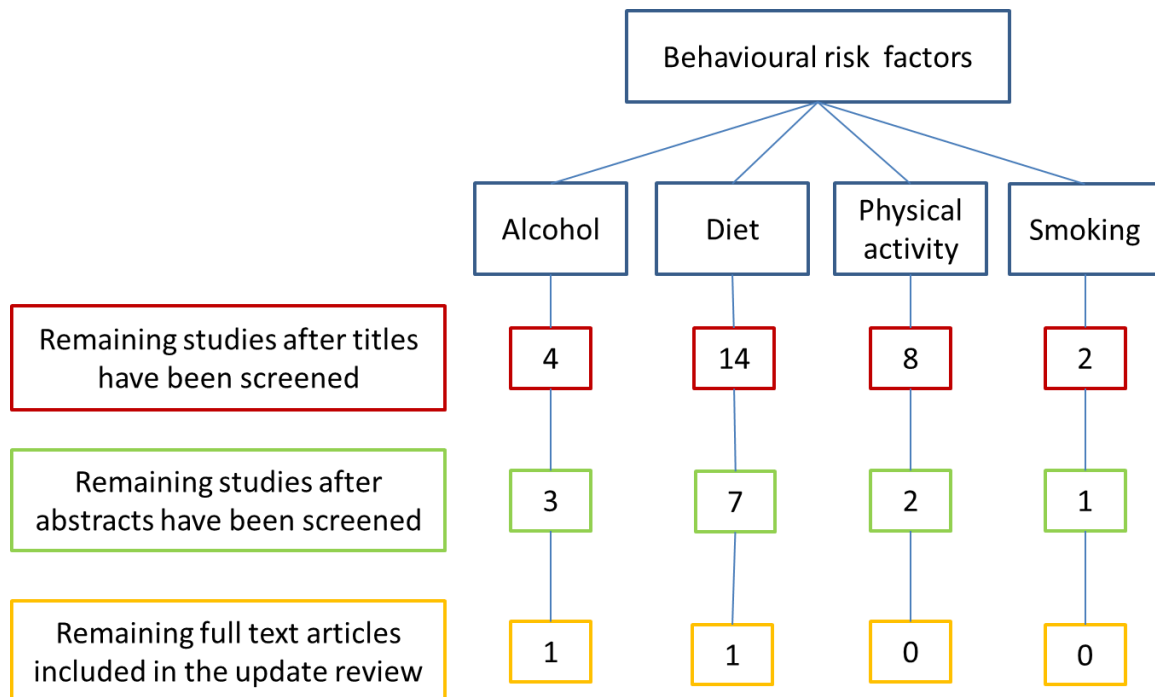 Behavioural risk factors
Alcohol
Diet
Physical
activity
Smoking
Remaining studies after titles
have been screened
4
14
8
2
Remaining studies after
abstracts have been screened
3
7
2
1
Remaining full text articles
included in the update review
1
1
0
0